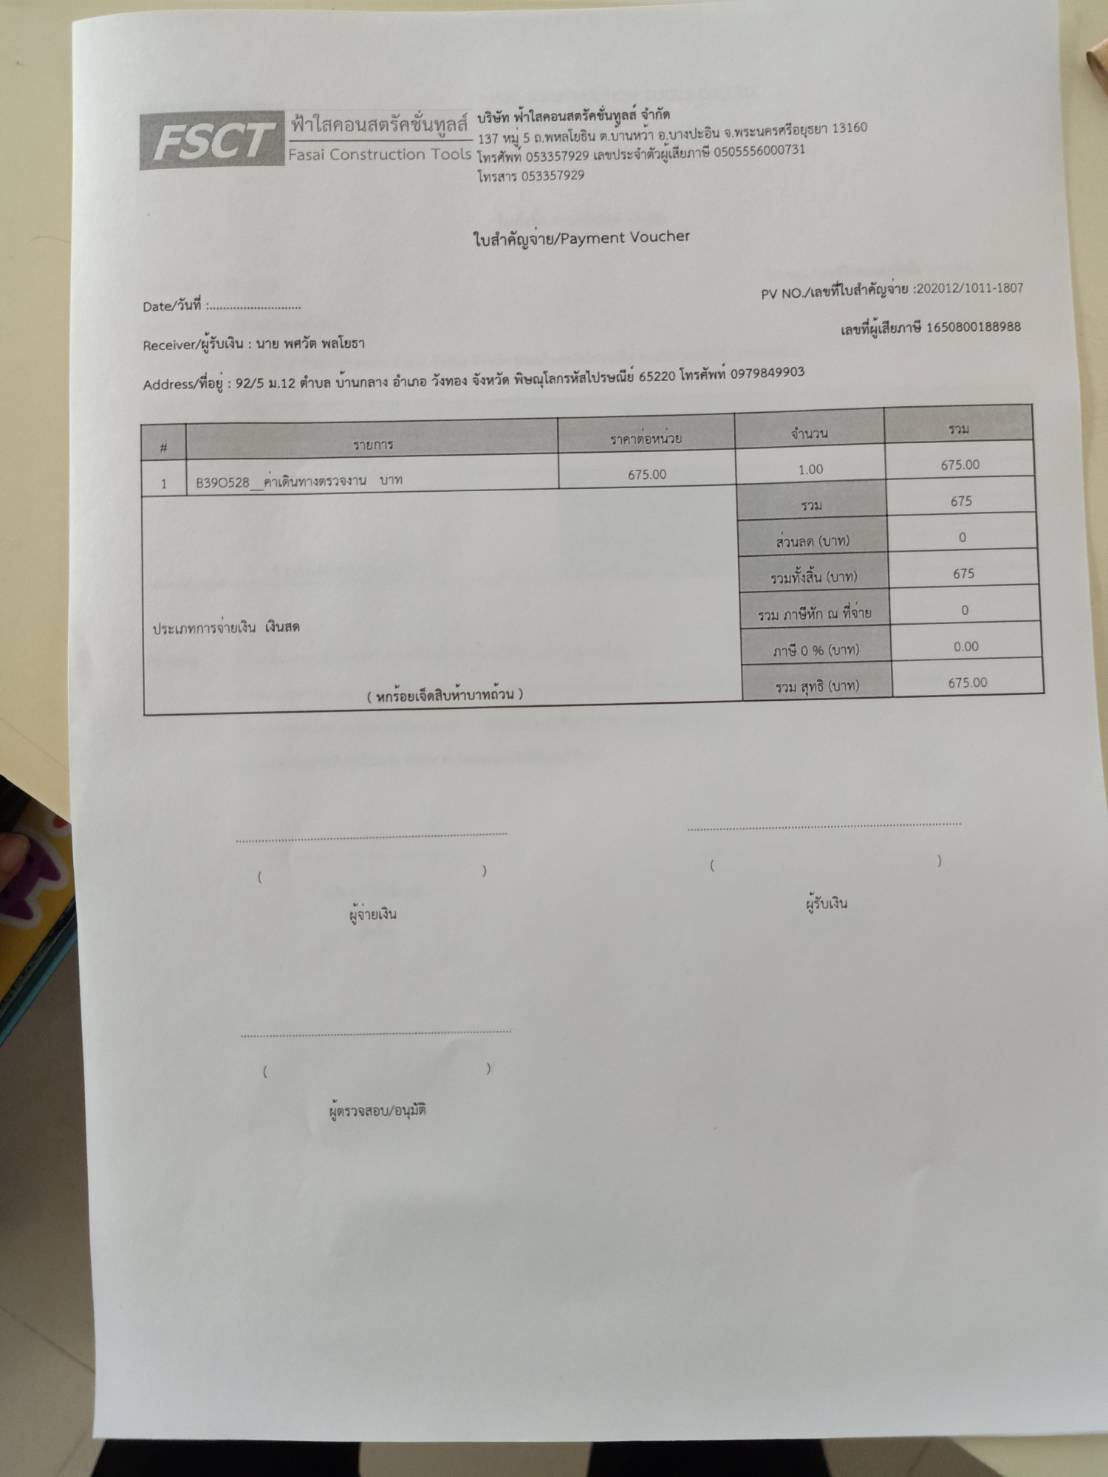 FSCT
ฟ้าใสคอนสตรัคชั่นทูลส์
Fasai Construction Tools
บริษัท ฟ้าใสคอนสตรัคชั่นทูลส์ จำกัด
137 หมู่ 5 ถ.พหลโยธิน ต.บ้านหว้า อ.บางปะอิน จ.พระนครศรีอยุธยา 13160
โทรศัพท์ 053357929 เลขประจำตัวผู้เสียภาษี 0505556000731
โทรสาร 053357929
ใบสำคัญจ่าย/Payment Voucher
Date/วันที่ :............................
PV NO./เลขที่ใบสำคัญจ่าย :202012/1011-1807
Receiver/ผู้รับเงิน : นาย พศวัต พลโยธา
เลขที่ผู้เสียภาษี 1650800188988
Address/ที่อยู่ : 92/5 ม.12 ตำบล บ้านกลาง อำเภอ วังทอง จังหวัด พิษณุโลกรหัสไปรษณีย์ 65220 โทรศัพท์ 0979849903
# รายการ ราคาต่อหน่วย จำนวน รวม
1 B390528__ค่าเดินทางตรวจงาน บาท 675.00 1.00 675.00
รวม 675
ส่วนลด (บาท) 0
รวมทั้งสิ้น (บาท) 675
รวม ภาษีหัก ณ ที่จ่าย 0
ประเภทการจ่ายเงิน เงินสด
ภาษี 0 % (บาท) 0.00
( หกร้อยเจ็ดสิบห้าบาทถ้วน )
รวม สุทธิ (บาท) 675.00
( ) ( )
ผู้จ่ายเงิน ผู้รับเงิน
( )
ผู้ตรวจสอบ/อนุมัติ